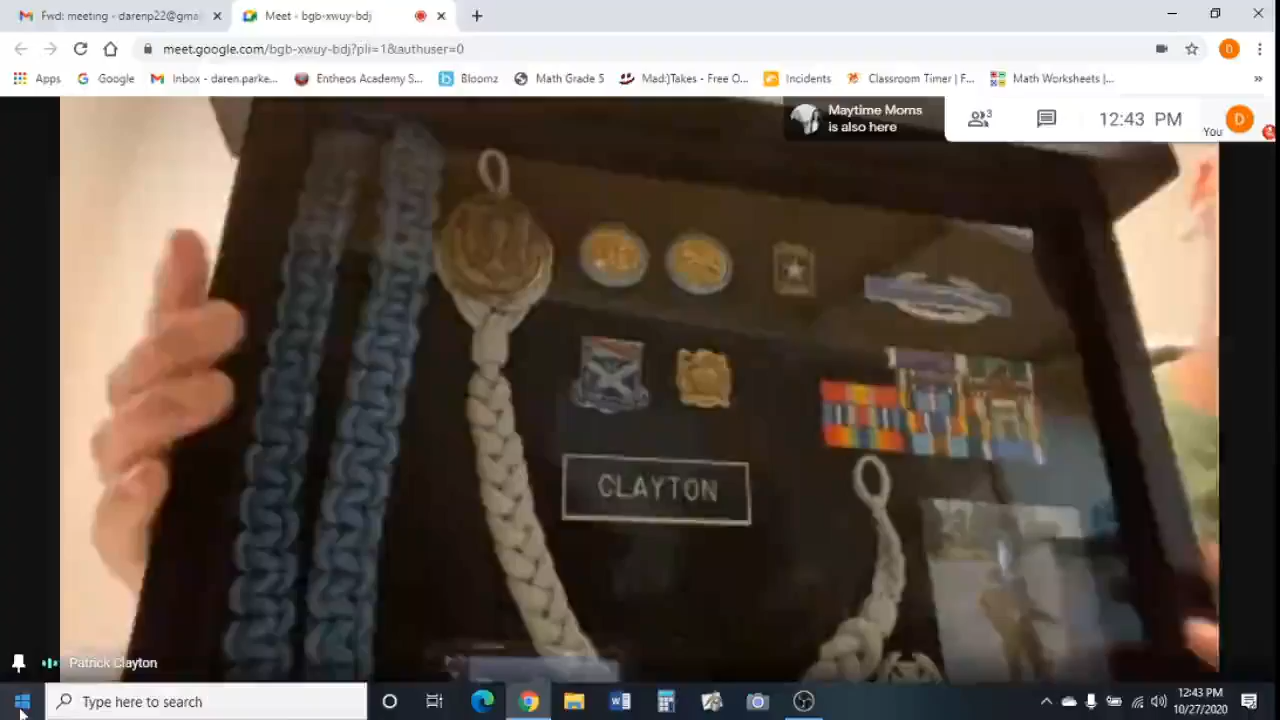 Fwd: meeting - darenp22@gma
Meet - bgb-xwuy-bdj
meet.google.com/bgb-xwuy-bdj?pli=1&authuser=0
D
Apps
Google
Inbox - daren.parke...
Entheos Academy S...
Bloomz
Math Grade 5
Mad:)Takes - Free O...
Incidents
Classroom Timer | F...
Math Worksheets |...
»
Maytime Moms
is also here
3
12:43 PM
You
D
CLAYTON
Patrick Clayton
Type here to search
12:43 PM
10/27/2020